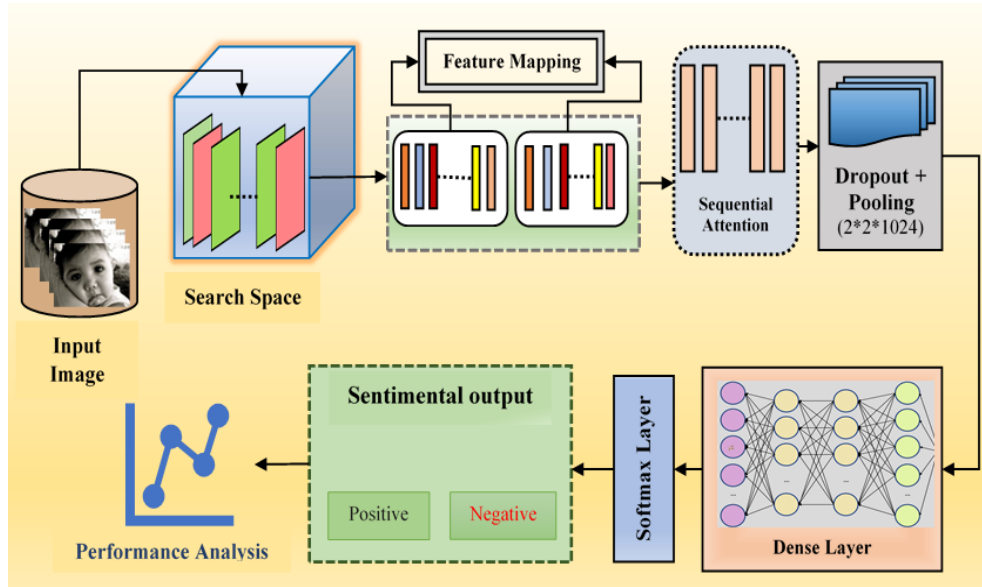 Feature Mapping
Sequential
Attention
Dropout +
Pooling
(2*2*1024)
Search Space
Input
Image
Sentimental output
Positive
Negative
Softmax Layer
Dense Layer
Performance Analysis